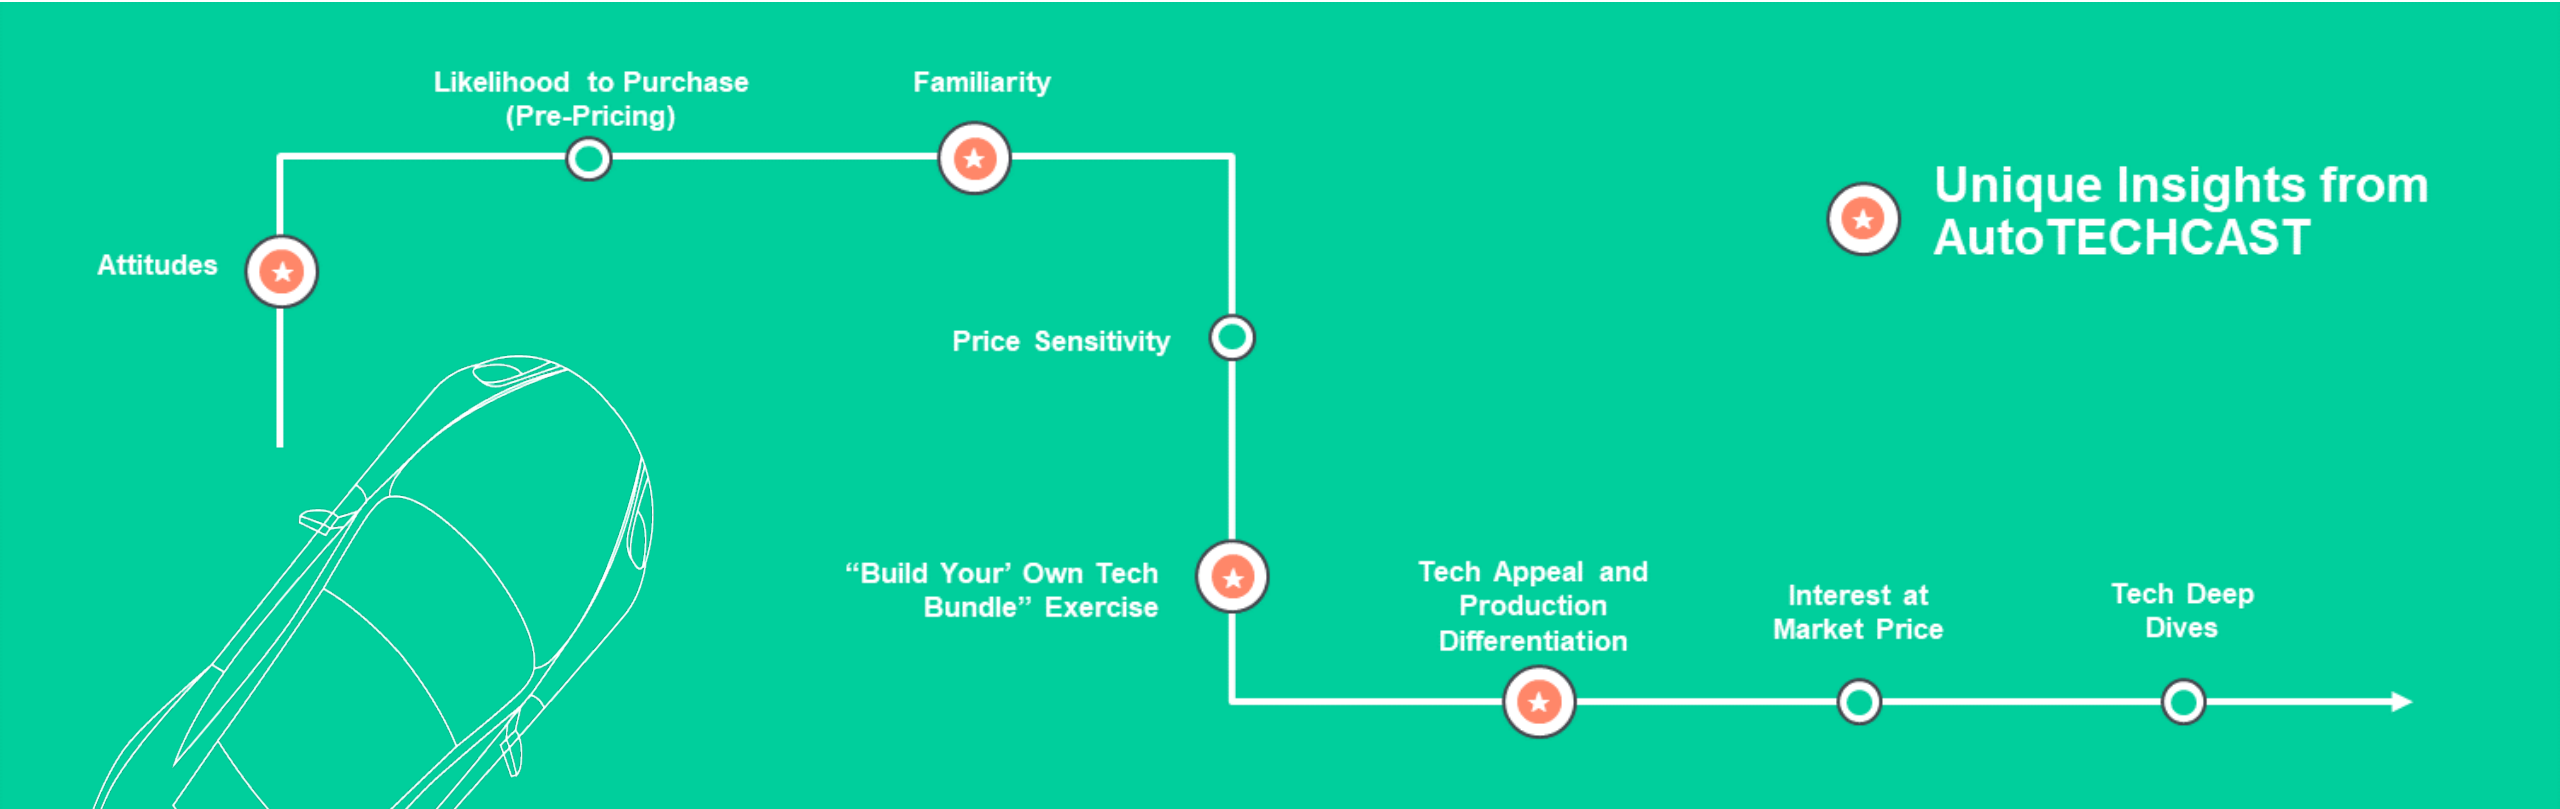 Likelihood to Purchase
(Pre-Pricing)
Familiarity
Unique Insights from
AutoTECHCAST
Attitudes
Price Sensitivity
“Build Your’ Own Tech
Bundle” Exercise
Tech Appeal and
Production
Differentiation
Interest at
Market Price
Tech Deep
Dives